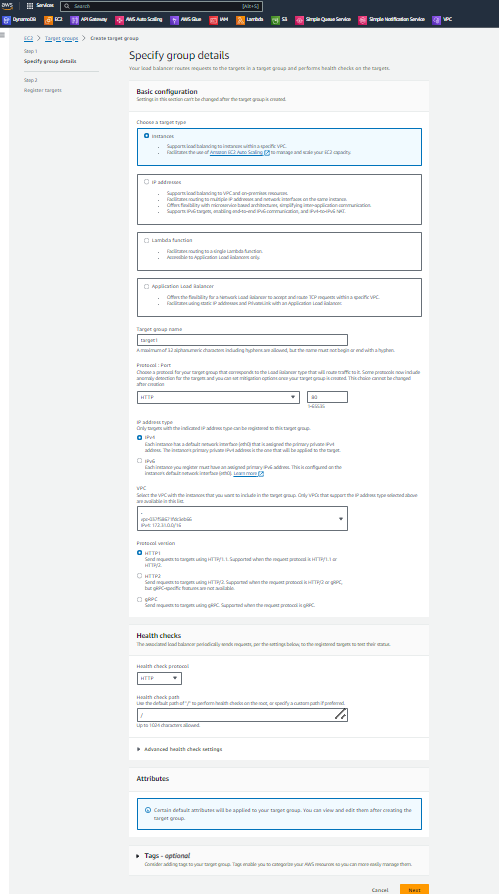 aws Services Search [Alt+S]
DynamoDB EC2 API Gateway AWS Auto Scaling AWS Glue IAM Lambda S3 Simple Queue Service Simple Notification Service VPC
EC2 > Target groups > Create target group
Step 1
Specify group details
Step 2
Register targets
Specify group details
Your load balancer routes requests to the targets in a target group and performs health checks on the targets.
Basic configuration
Settings in this section can't be changed after the target group is created.
Choose a target type
Instances
• Supports load balancing to instances within a specific VPC.
• Facilitates the use of Amazon EC2 Auto Scaling to manage and scale your EC2 capacity.
IP addresses
• Supports load balancing to VPC and on-premises resources.
• Facilitates routing to multiple IP addresses and network interfaces on the same instance.
• Offers flexibility with microservice based architectures, simplifying inter-application communication.
• Supports IPv6 targets, enabling end-to-end IPv6 communication, and IPv4-to-IPv6 NAT.
Lambda function
• Facilitates routing to a single Lambda function.
• Accessible to Application Load Balancers only.
Application Load Balancer
• Offers the flexibility for a Network Load Balancer to accept and route TCP requests within a specific VPC.
• Facilitates using static IP addresses and PrivateLink with an Application Load Balancer.
Target group name
target1
A maximum of 32 alphanumeric characters including hyphens are allowed, but the name must not begin or end with a hyphen.
Protocol : Port
Choose a protocol for your target group that corresponds to the Load Balancer type that will route traffic to it. Some protocols now include
anomaly detection for the targets and you can set mitigation options once your target group is created. This choice cannot be changed
after creation
HTTP 80
1-65535
IP address type
Only targets with the indicated IP address type can be registered to this target group.
IPv4
Each instance has a default network interface (eth0) that is assigned the primary private IPv4
address. The instance's primary private IPv4 address is the one that will be applied to the target.
IPv6
Each instance you register must have an assigned primary IPv6 address. This is configured on the
instance's default network interface (eth0). Learn more
VPC
Select the VPC with the instances that you want to include in the target group. Only VPCs that support the IP address type selected above
are available in this list.
-
IPv4: 172.31.0.0/16
Protocol version
HTTP1
Send requests to targets using HTTP/1.1. Supported when the request protocol is HTTP/1.1 or
HTTP/2.
HTTP2
Send requests to targets using HTTP/2. Supported when the request protocol is HTTP/2 or gRPC,
but gRPC-specific features are not available.
gRPC
Send requests to targets using gRPC. Supported when the request protocol is gRPC.
Health checks
The associated load balancer periodically sends requests, per the settings below, to the registered targets to test their status.
Health check protocol
HTTP
Health check path
Use the default path of "/" to perform health checks on the root, or specify a custom path if preferred.
/
Up to 1024 characters allowed.
Advanced health check settings
Attributes
Certain default attributes will be applied to your target group. You can view and edit them after creating the
target group.
Tags - optional
Consider adding tags to your target group. Tags enable you to categorize your AWS resources so you can more easily manage them.
Cancel Next